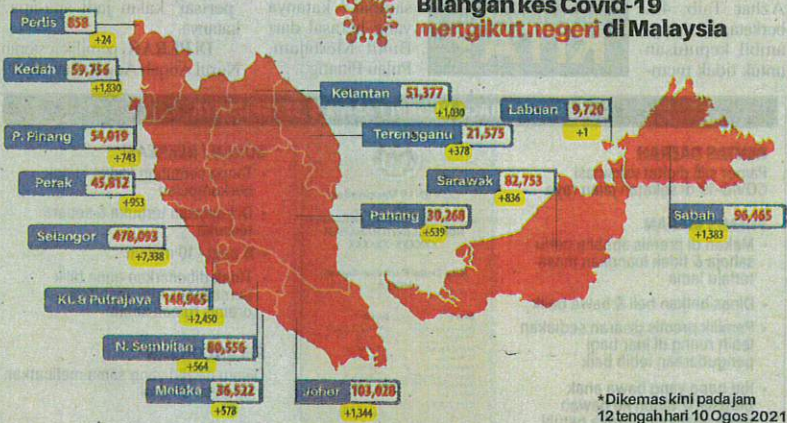 Bilangan kes Covid-19
mengikut negeri di Malaysia
Perlis 858
+24
Kedah 59,756
+1,830
P. Pinang 54,019
+743
Perak 45,812
+953
Selangor 478,093
+7,338
KL & Putrajaya 148,965
+2,450
N. Sembilan 80,556
+564
Melaka 36,522
+578
Johor 103,028
+1,344
Kelantan 51,377
+1,030
Terengganu 21,575
+378
Pahang 30,268
+539
Labuan 9,720
+1
Sarawak 82,753
+836
Sabah 96,465
+1,383
*Dikemas kini pada jam
12 tengah hari 10 Ogos 2021